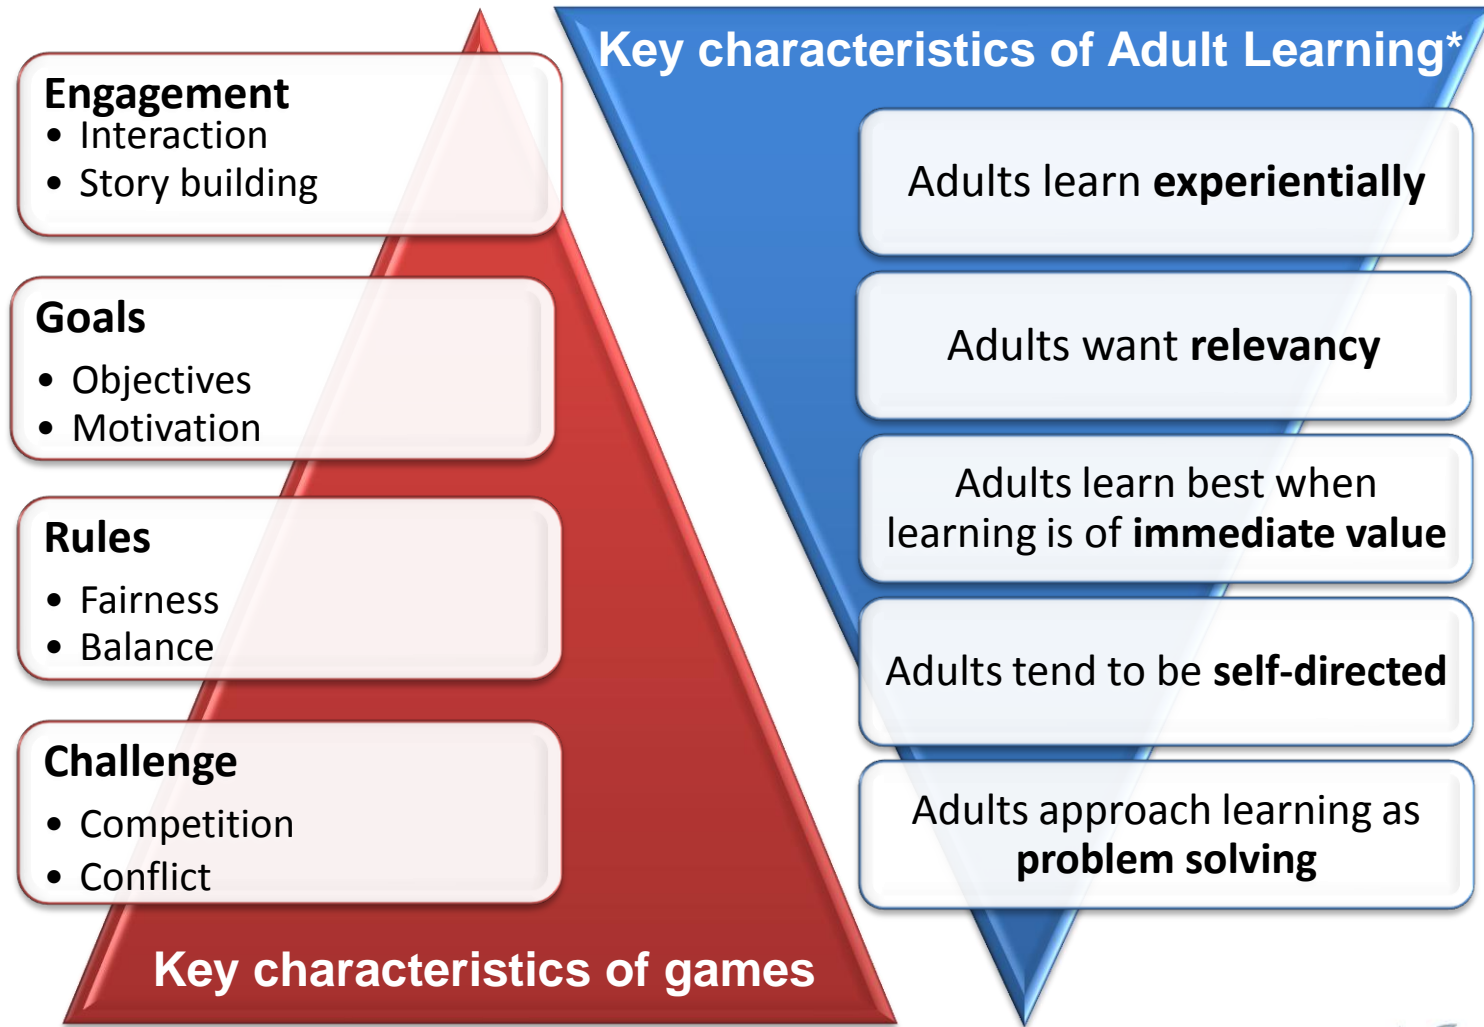 Engagement
• Interaction
• Story building
Goals
• Objectives
• Motivation
Rules
• Fairness
• Balance
Challenge
• Competition
• Conflict
Key characteristics of games
Key characteristics of Adult Learning*
Adults learn experientially
Adults want relevancy
Adults learn best when
learning is of immediate value
Adults tend to be self-directed
Adults approach learning as
problem solving